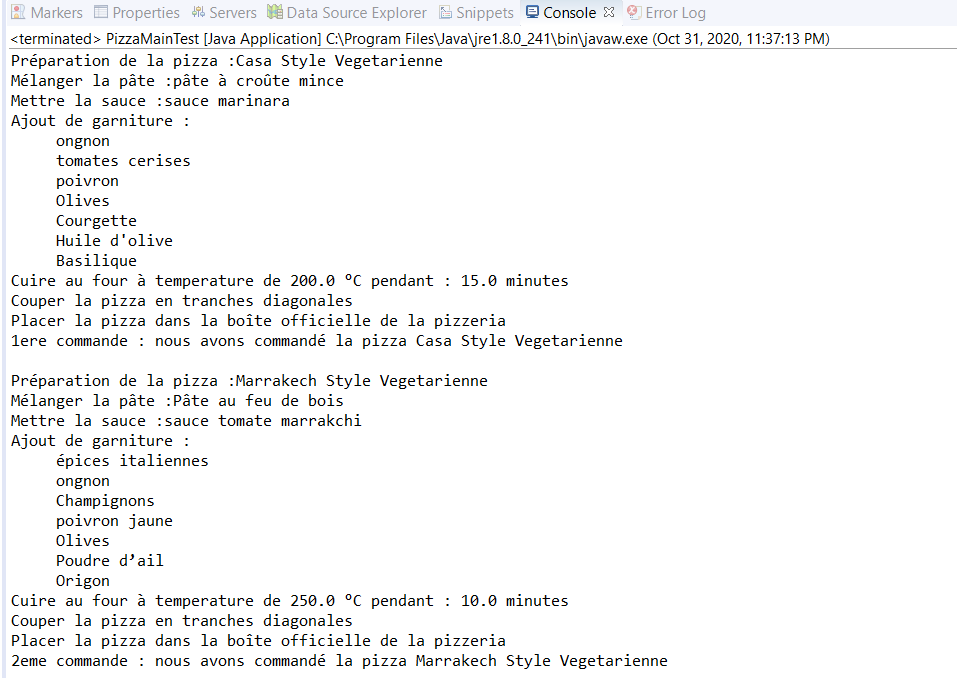 Markers Properties Servers Data Source Explorer Snippets Console Error Log
<terminated> PizzaMainTest [Java Application] C:\Program Files\Java\jre1.8.0_241\bin\javaw.exe (Oct 31, 2020, 11:37:13 PM)
Préparation de la pizza :Casa Style Vegetarienne
Mélanger la pâte :pâte à croûte mince
Mettre la sauce :sauce marinara
Ajout de garniture :
ongnon
tomates cerises
poivron
Olives
Courgette
Huile d'olive
Basilique
Cuire au four à temperature de 200.0 °C pendant : 15.0 minutes
Couper la pizza en tranches diagonales
Placer la pizza dans la boîte officielle de la pizzeria
1ere commande : nous avons commandé la pizza Casa Style Vegetarienne
Préparation de la pizza :Marrakech Style Vegetarienne
Mélanger la pâte :Pâte au feu de bois
Mettre la sauce :sauce tomate marrakchi
Ajout de garniture :
épices italiennes
ongnon
Champignons
poivron jaune
Olives
Poudre d’ail
Origon
Cuire au four à temperature de 250.0 °C pendant : 10.0 minutes
Couper la pizza en tranches diagonales
Placer la pizza dans la boîte officielle de la pizzeria
2eme commande : nous avons commandé la pizza Marrakech Style Vegetarienne